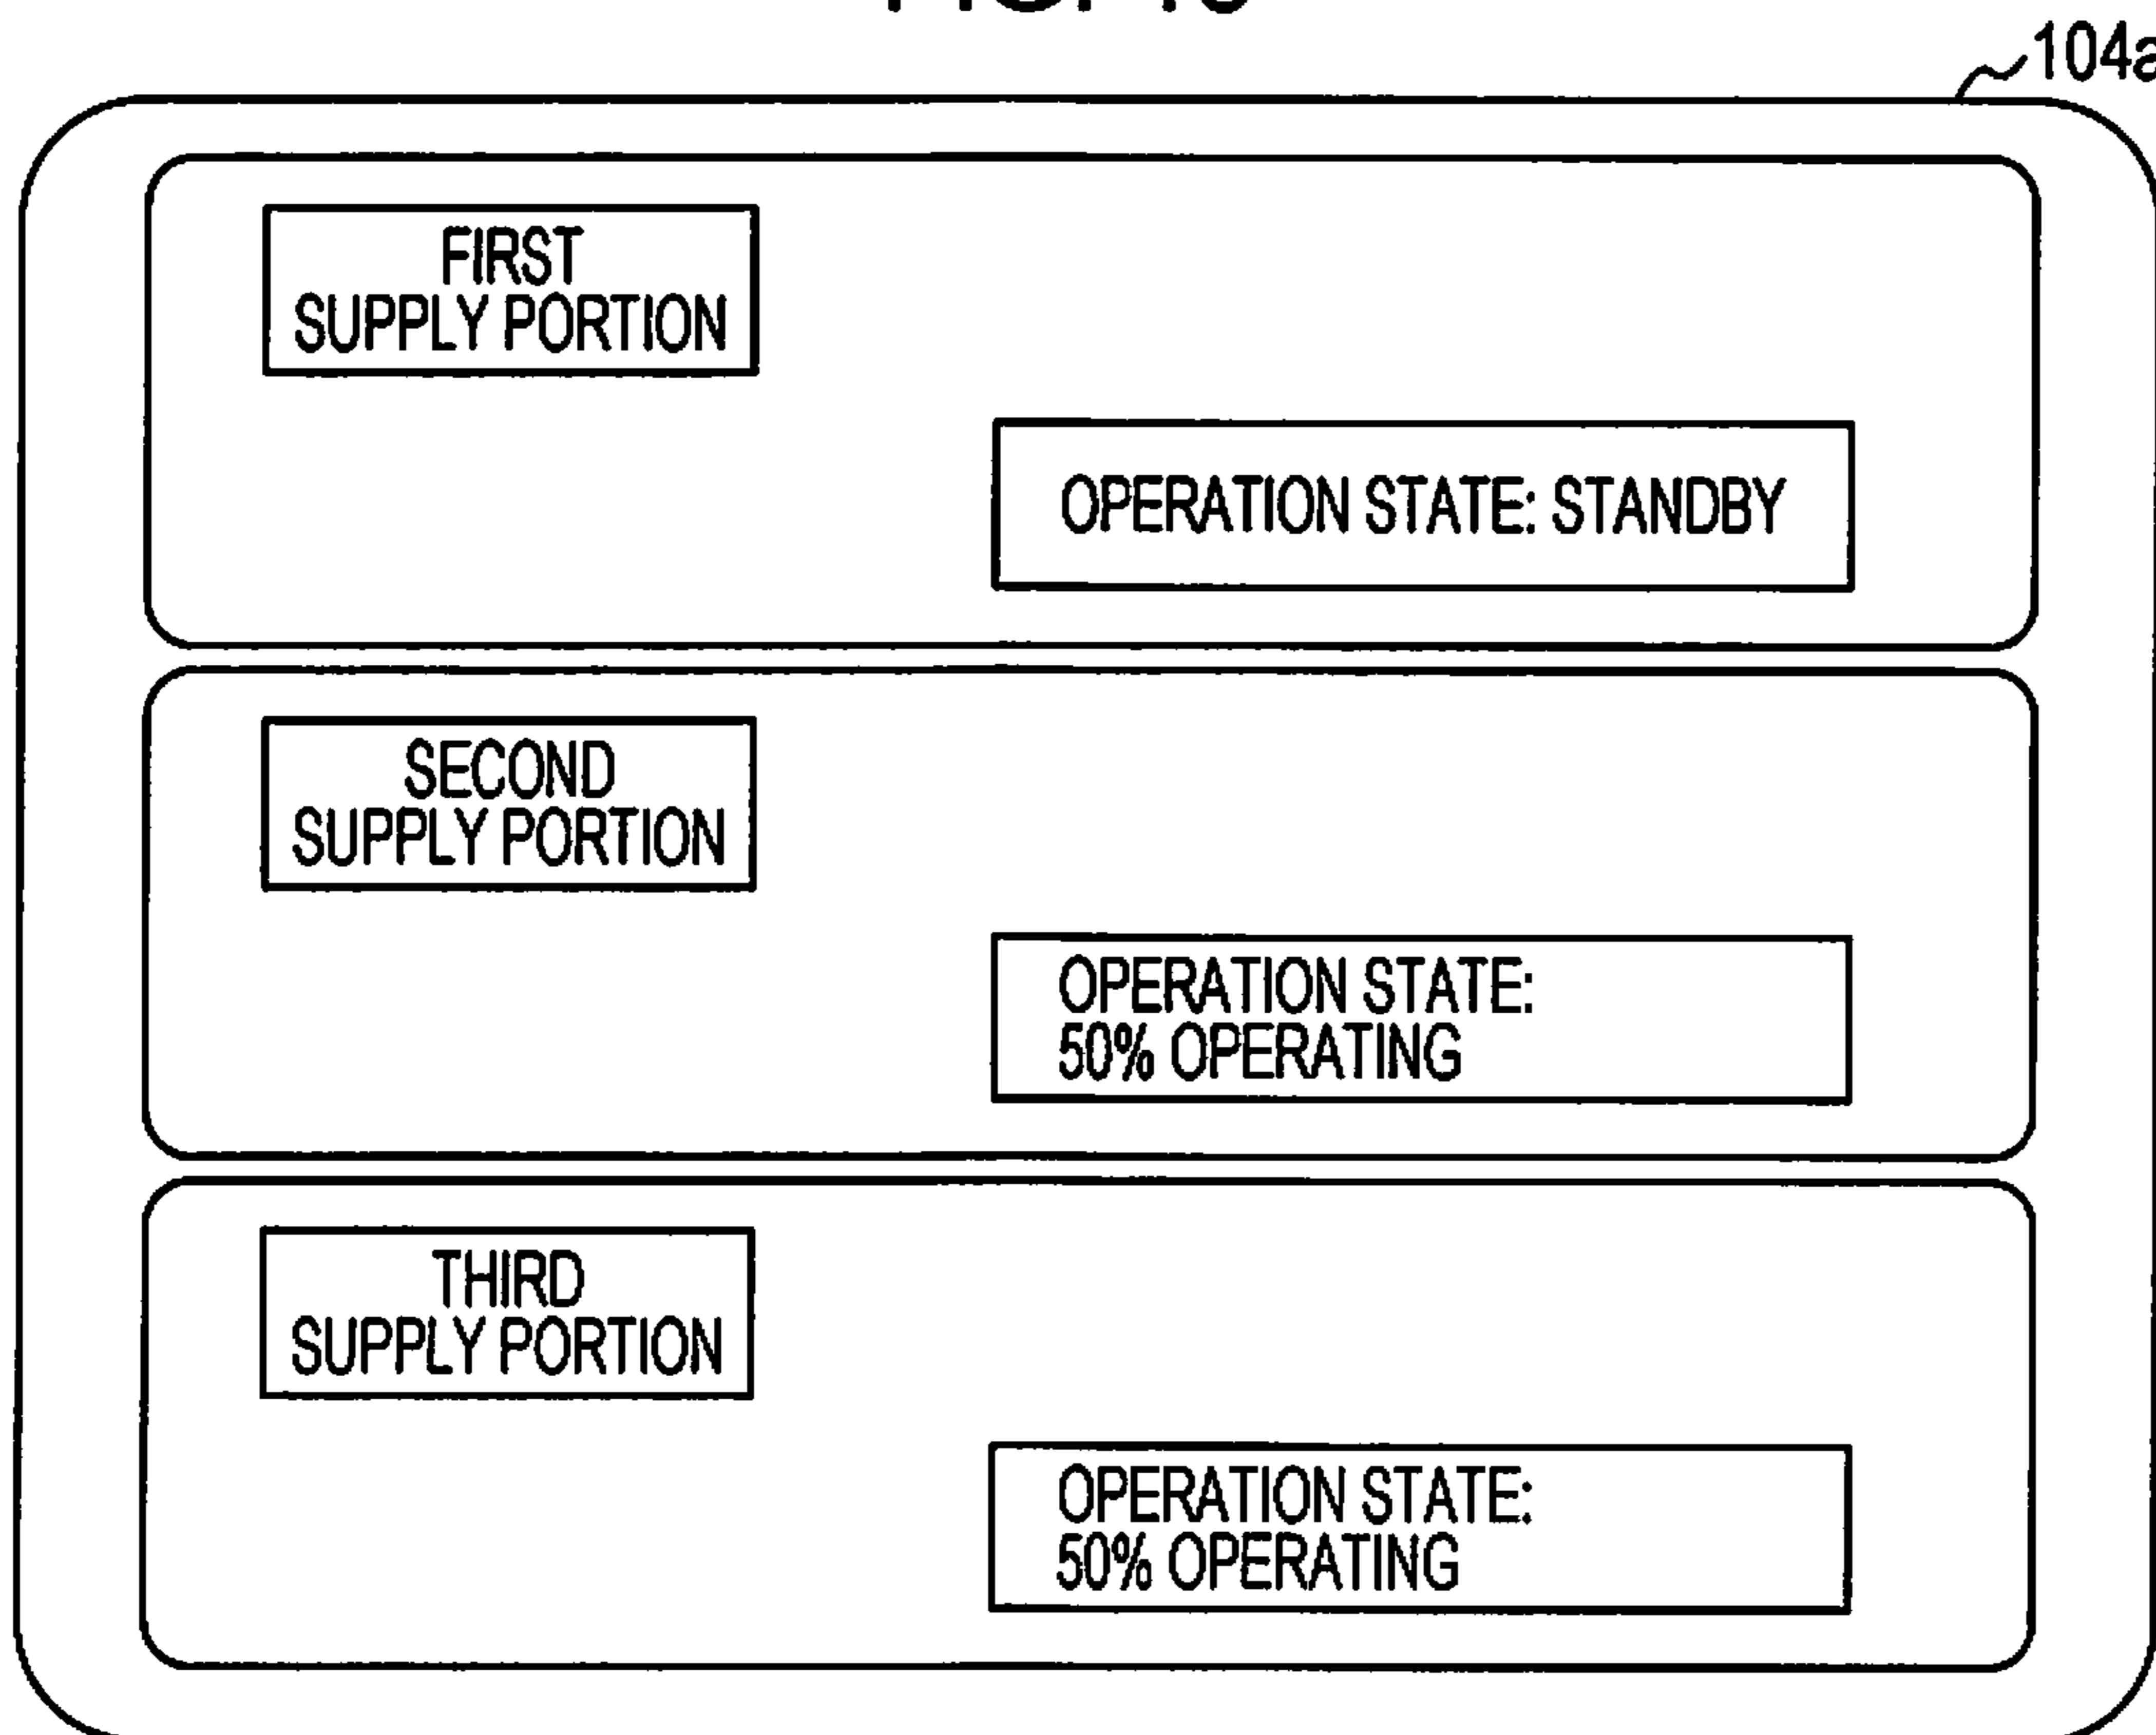 104a
FIRST
SUPPLY PORTION
OPERATION STATE: STANDBY
SECOND
SUPPLY PORTION
OPERATION STATE:
50% OPERATING
THIRD
SUPPLY PORTION
OPERATION STATE:
50% OPERATING